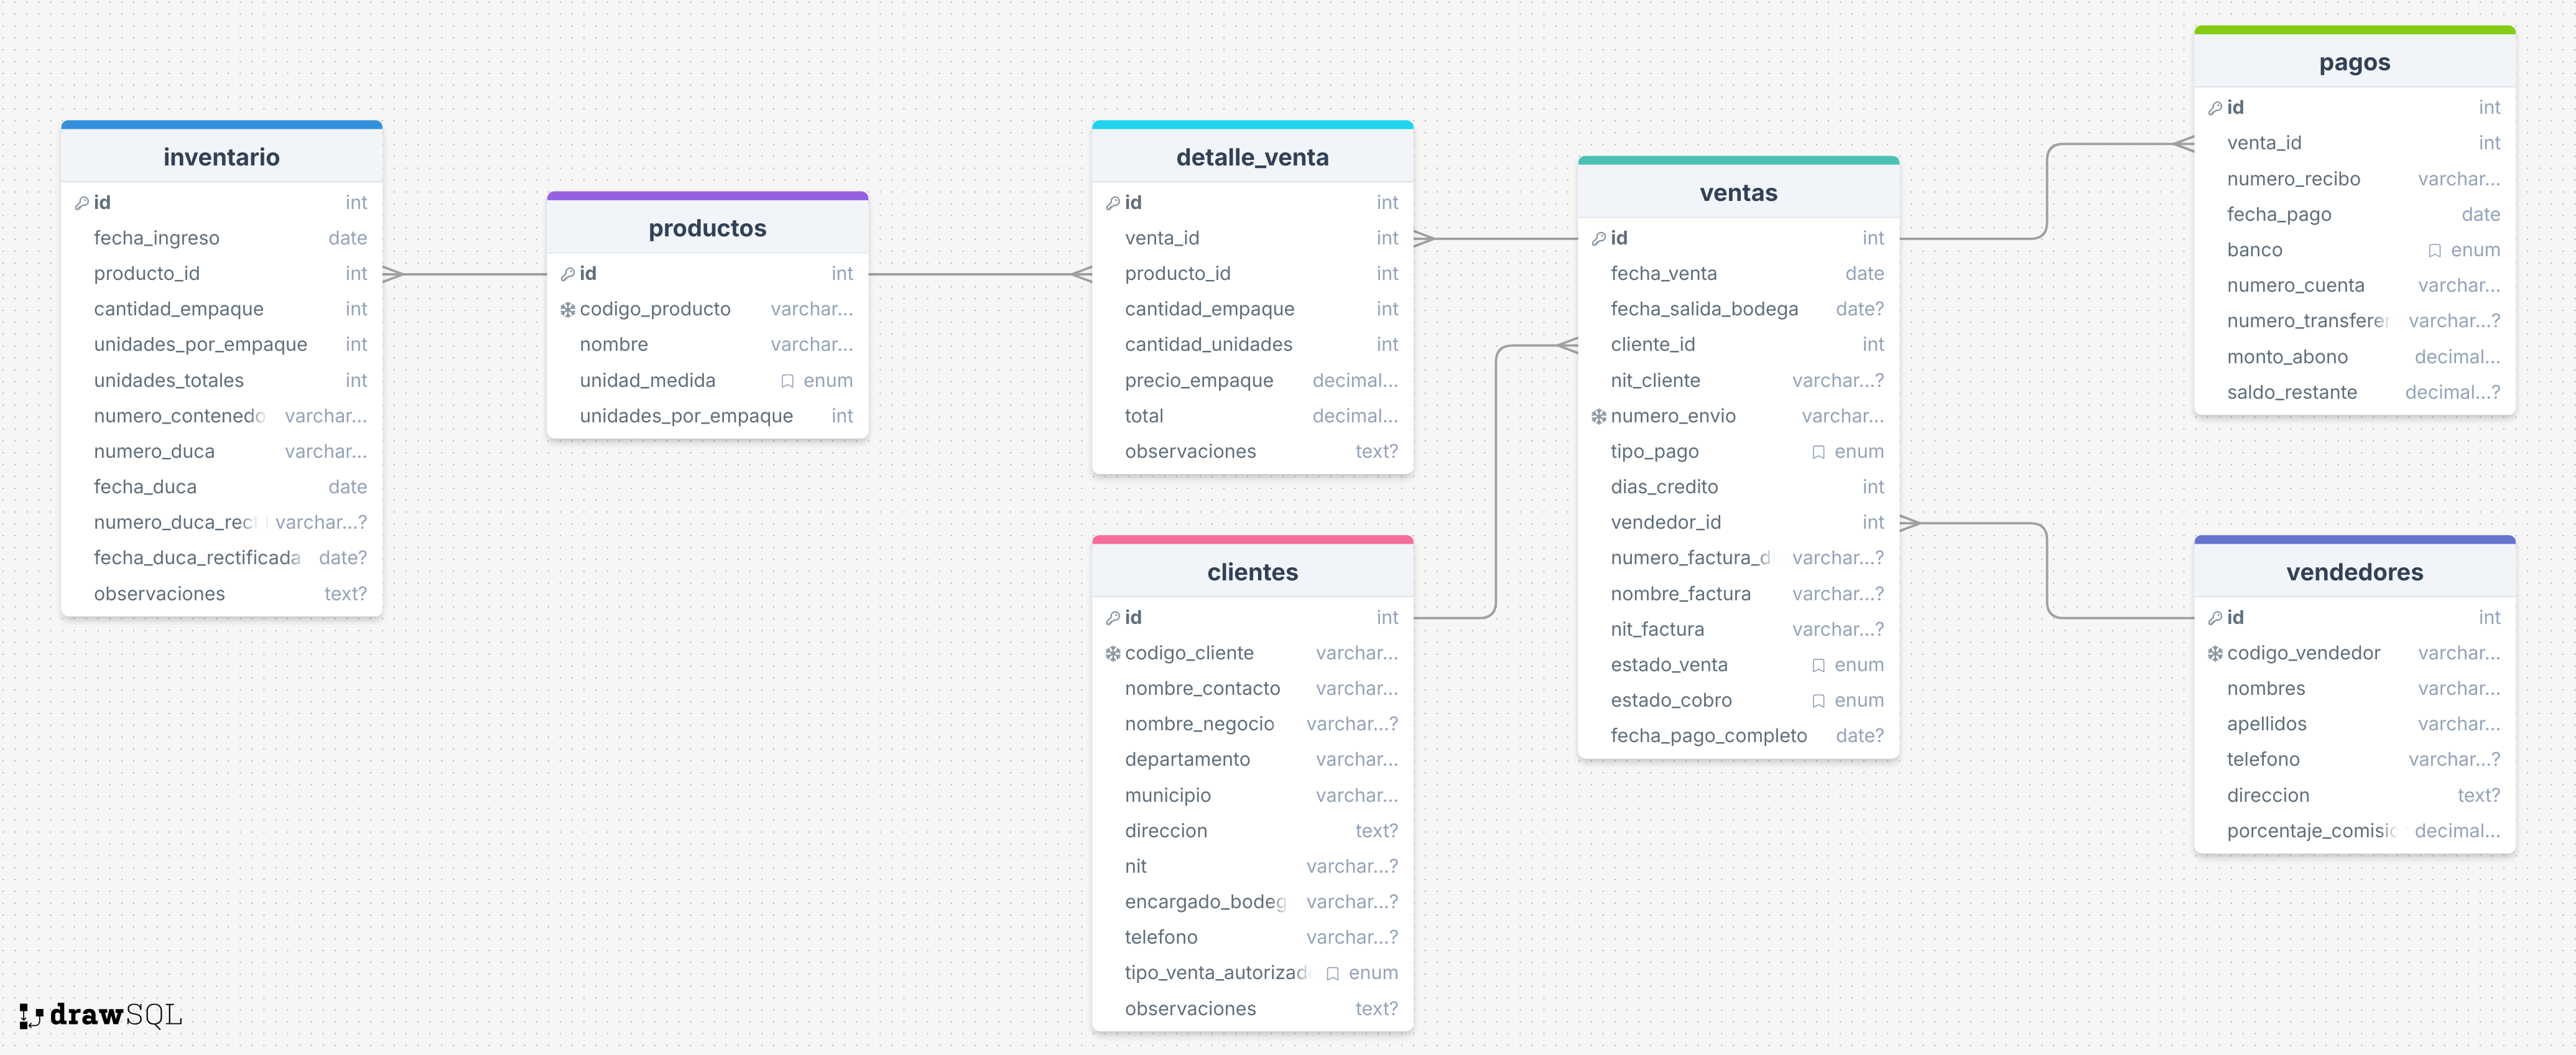 inventario
id int
fecha_ingreso date
producto_id int
cantidad_empaque int
unidades_por_empaque int
unidades_totales int
numero_contenedo varchar...
numero_duca varchar...
fecha_duca date
numero_duca_rect varchar...?
fecha_duca_rectificada date?
observaciones text?
productos
id int
codigo_producto varchar...
nombre varchar...
unidad_medida enum
unidades_por_empaque int
detalle_venta
id int
venta_id int
producto_id int
cantidad_empaque int
cantidad_unidades int
precio_empaque decimal...
total decimal...
observaciones text?
clientes
id int
codigo_cliente varchar...
nombre_contacto varchar...
nombre_negocio varchar...?
departamento varchar...
municipio varchar...
direccion text?
nit varchar...?
encargado_bodeg varchar...?
telefono varchar...?
tipo_venta_autorizad enum
observaciones text?
ventas
id int
fecha_venta date
fecha_salida_bodega date?
cliente_id int
nit_cliente varchar...?
numero_envio varchar...
tipo_pago enum
dias_credito int
vendedor_id int
numero_factura_d varchar...?
nombre_factura varchar...?
nit_factura varchar...?
estado_venta enum
estado_cobro enum
fecha_pago_completo date?
pagos
id int
venta_id int
numero_recibo varchar...
fecha_pago date
banco enum
numero_cuenta varchar...
numero_transferer varchar...?
monto_abono decimal...
saldo_restante decimal...?
vendedores
id int
codigo_vendedor varchar...
nombres varchar...
apellidos varchar...
telefono varchar...?
direccion text?
porcentaje_comisic decimal...
drawSQL